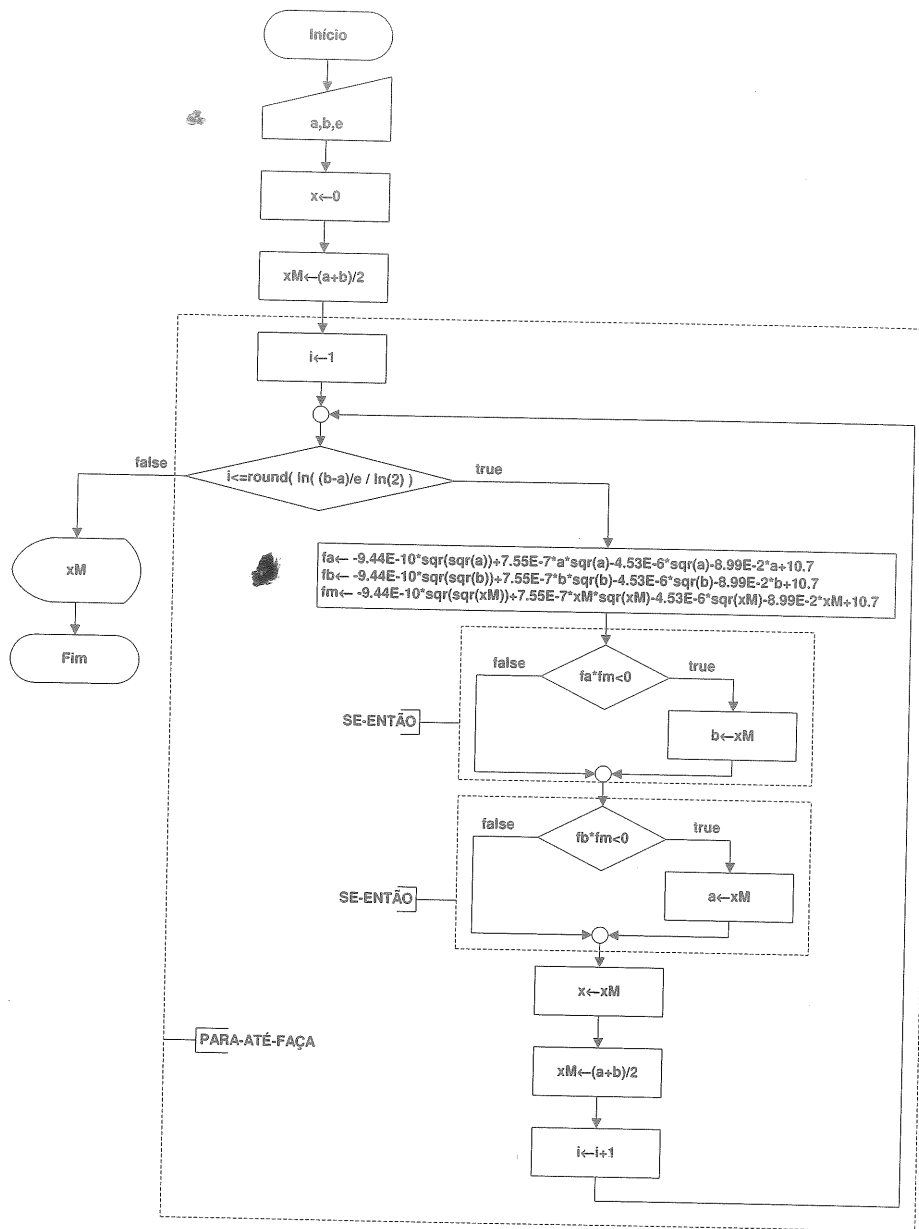 Início
a,b,e
x←0
xM←(a+b)/2
i←1
false
i<=round( ln( (b-a)/e / ln(2) )
true
xM
Fim
fa← -9.44E-10*sqr(sqr(a))+7.55E-7*a*sqr(a)-4.53E-6*sqr(a)-8.99E-2*a+10.7
fb← -9.44E-10*sqr(sqr(b))+7.55E-7*b*sqr(b)-4.53E-6*sqr(b)-8.99E-2*b+10.7
fm← -9.44E-10*sqr(sqr(xM))+7.55E-7*xM*sqr(xM)-4.53E-6*sqr(xM)-8.99E-2*xM+10.7
false
fa*fm<0
true
SE-ENTÃO
b←xM
false
fb*fm<0
true
SE-ENTÃO
a←xM
x←xM
PARA-ATÉ-FAÇA
xM←(a+b)/2
i←i+1